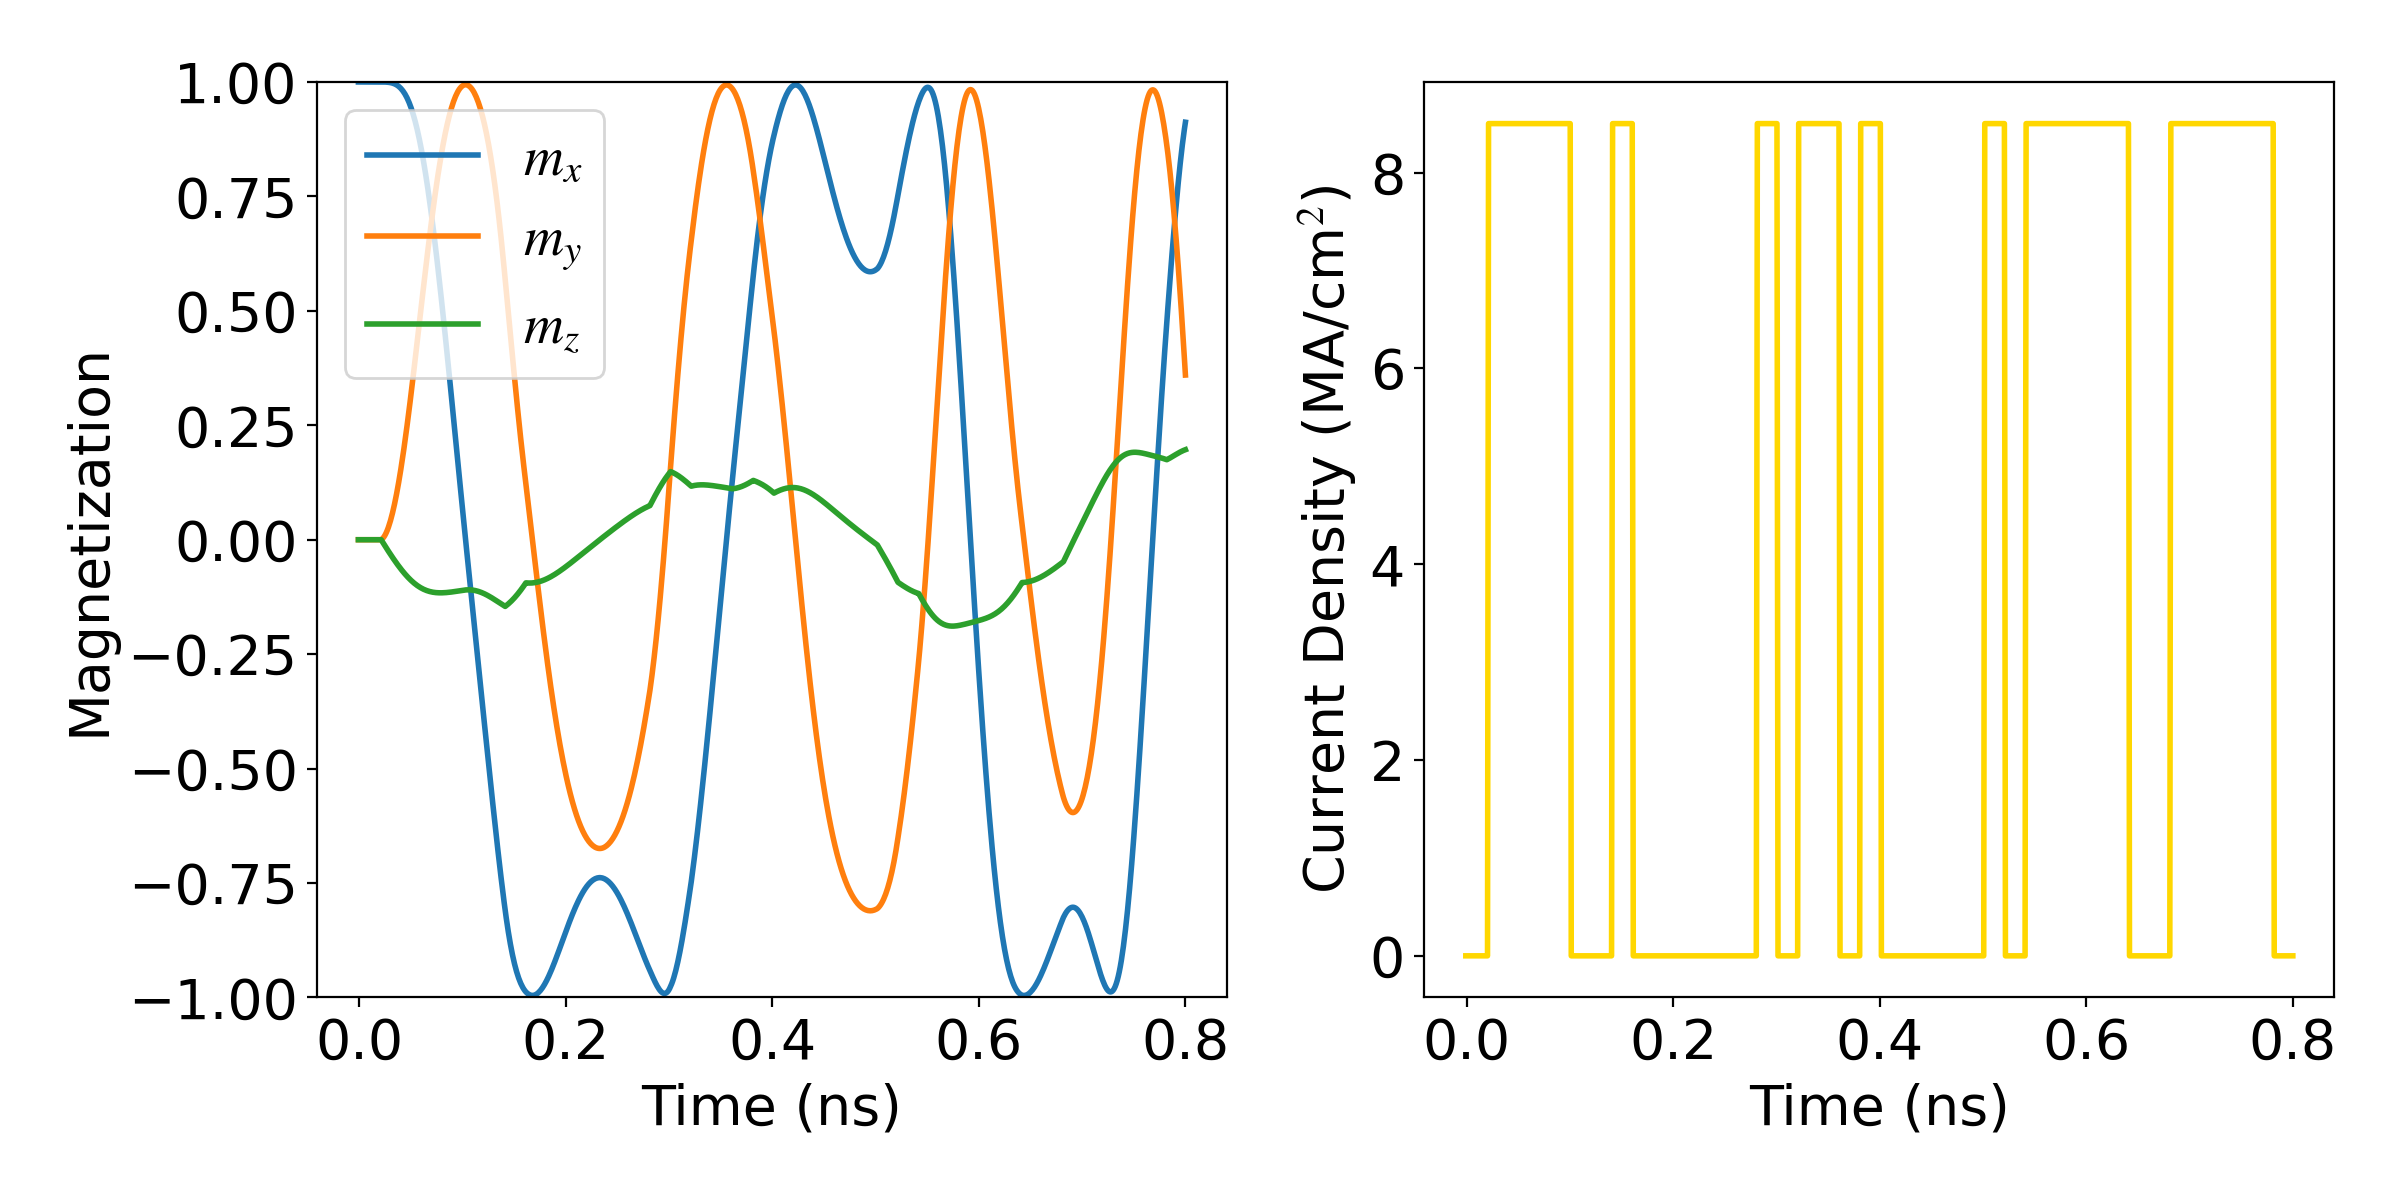 Magnetization
1.00
0.75
0.50
0.25
0.00
−0.25
−0.50
−0.75
−1.00
m_x
m_y
m_z
0.0 0.2 0.4 0.6 0.8
Time (ns)
Current Density (MA/cm²)
8
6
4
2
0
0.0 0.2 0.4 0.6 0.8
Time (ns)